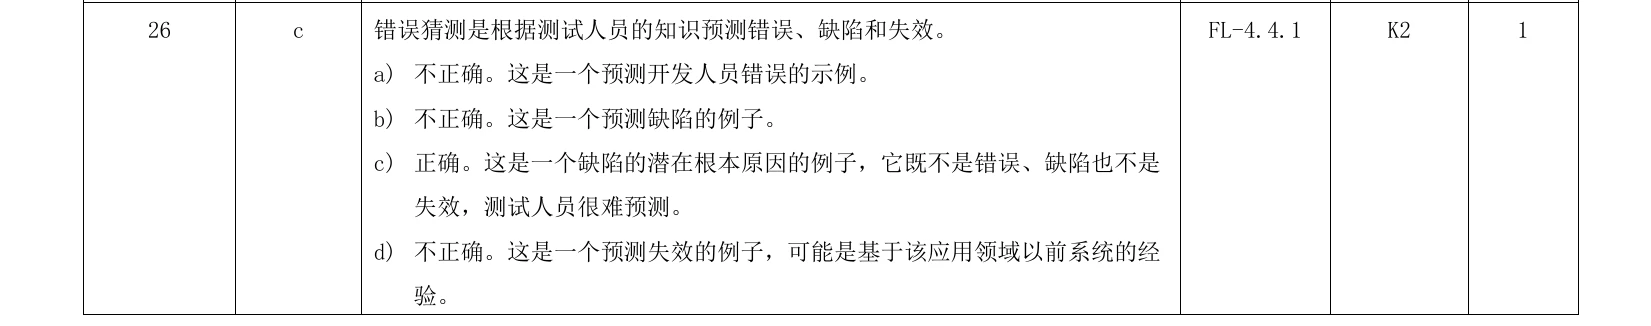 26 c 错误猜测是根据测试人员的知识预测错误、缺陷和失效。 FL-4.4.1 K2 1
a) 不正确。这是一个预测开发人员错误的示例。
b) 不正确。这是一个预测缺陷的例子。
c) 正确。这是一个缺陷的潜在根本原因的例子，它既不是错误、缺陷也不是
失效，测试人员很难预测。
d) 不正确。这是一个预测失效的例子，可能是基于该应用领域以前系统的经
验。